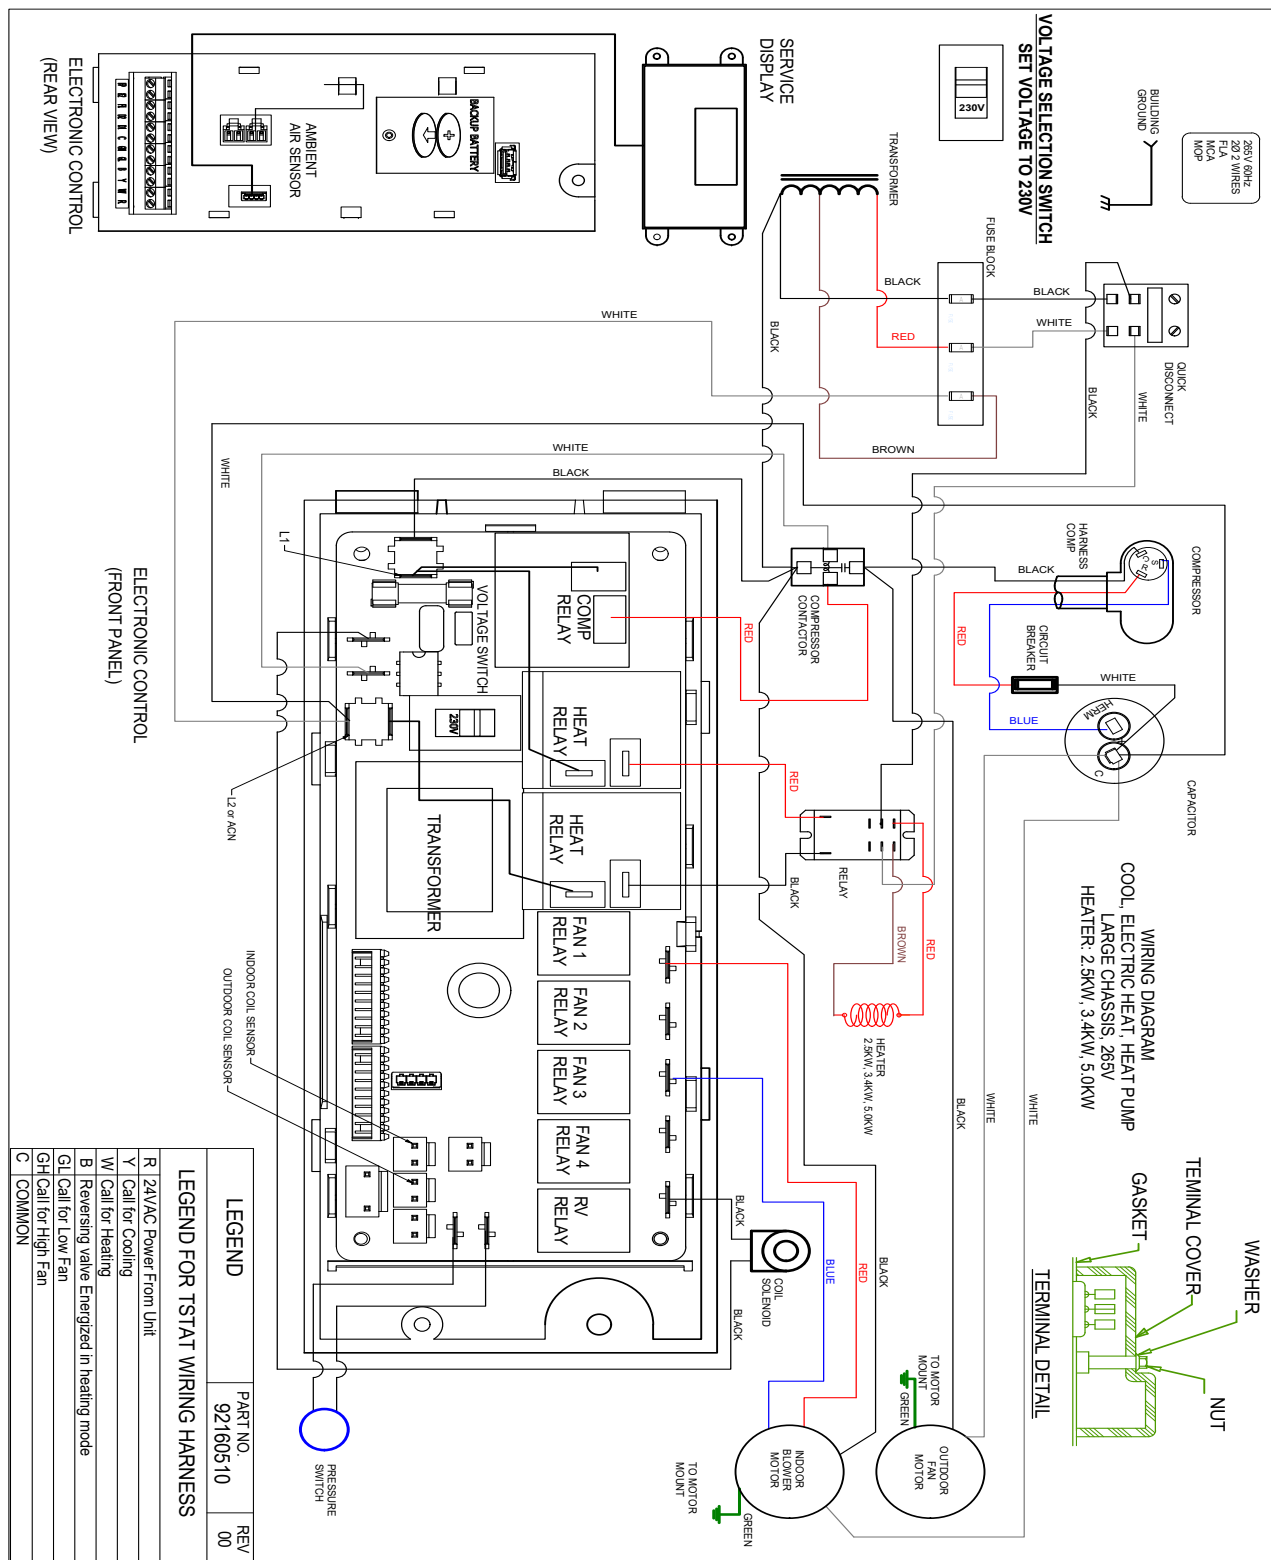 265V 60Hz
2Ø 2 WIRES
FLA
MCA
MOP
BUILDING
GROUND
VOLTAGE SELECTION SWITCH
SET VOLTAGE TO 230V
230V
SERVICE
DISPLAY
ELECTRONIC CONTROL
(REAR VIEW)
BACKUP BATTERY
+
AMBIENT
AIR SENSOR
TRANSFORMER
FUSE BLOCK
BLACK
RED
BLACK
WHITE
QUICK
DISCONNECT
BLACK
WHITE
BROWN
BLACK
WHITE
WHITE
WHITE
BLACK
L1
ELECTRONIC CONTROL
(FRONT PANEL)
COMP
RELAY
VOLTAGE SWITCH
230V
HEAT
RELAY
HEAT
RELAY
TRANSFORMER
L2 or ACN
FAN 1
RELAY
FAN 2
RELAY
FAN 3
RELAY
FAN 4
RELAY
RV
RELAY
INDOOR COIL SENSOR
OUTDOOR COIL SENSOR
COMPRESSOR
CONTACTOR
RED
BLACK
HARNESS
COMP
COMPRESSOR
S
C
R
RED
BLUE
CIRCUIT
BREAKER
WHITE
HERM
C
CAPACITOR
RED
BLACK
RELAY
BROWN
RED
HEATER
2.5KW, 3.4KW, 5.0KW
WIRING DIAGRAM
COOL, ELECTRIC HEAT, HEAT PUMP
LARGE CHASSIS, 265V
HEATER: 2.5KW, 3.4KW, 5.0KW
BLACK
WHITE
WHITE
BLACK
COIL
SOLENOID
BLACK
BLUE
RED
BLACK
PRESSURE
SWITCH
TO MOTOR
MOUNT
GREEN
INDOOR
BLOWER
MOTOR
OUTDOOR
FAN
MOTOR
TO MOTOR
MOUNT
GREEN
WASHER
TEMINAL COVER
GASKET
NUT
TERMINAL DETAIL
LEGEND
PART NO.
92160510
REV
00
LEGEND FOR TSTAT WIRING HARNESS
R 24VAC Power From Unit
Y Call for Cooling
W Call for Heating
B Reversing valve Energized in heating mode
GL Call for Low Fan
GH Call for High Fan
C COMMON